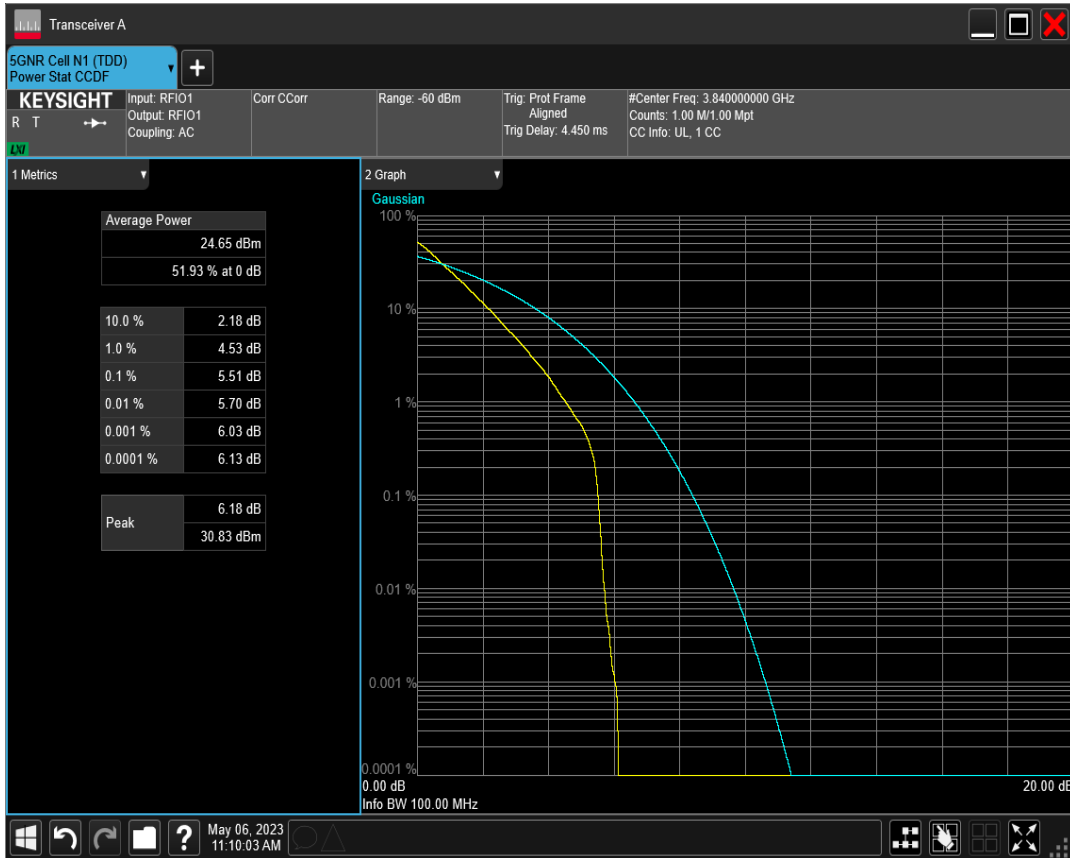 Transceiver A
5GNR Cell N1 (TDD)
Power Stat CCDF
+
KEYSIGHT
R T
LXI
Input: RFIO1
Output: RFIO1
Coupling: AC
Corr CCorr
Range: -60 dBm
Trig: Prot Frame
Aligned
Trig Delay: 4.450 ms
#Center Freq: 3.840000000 GHz
Counts: 1.00 M/1.00 Mpt
CC Info: UL, 1 CC
1 Metrics
Average Power
24.65 dBm
51.93 % at 0 dB
10.0 % 2.18 dB
1.0 % 4.53 dB
0.1 % 5.51 dB
0.01 % 5.70 dB
0.001 % 6.03 dB
0.0001 % 6.13 dB
Peak
6.18 dB
30.83 dBm
2 Graph
Gaussian
100 %
10 %
1 %
0.1 %
0.01 %
0.001 %
0.0001 %
0.00 dB 20.00 dB
Info BW 100.00 MHz
?
May 06, 2023
11:10:03 AM